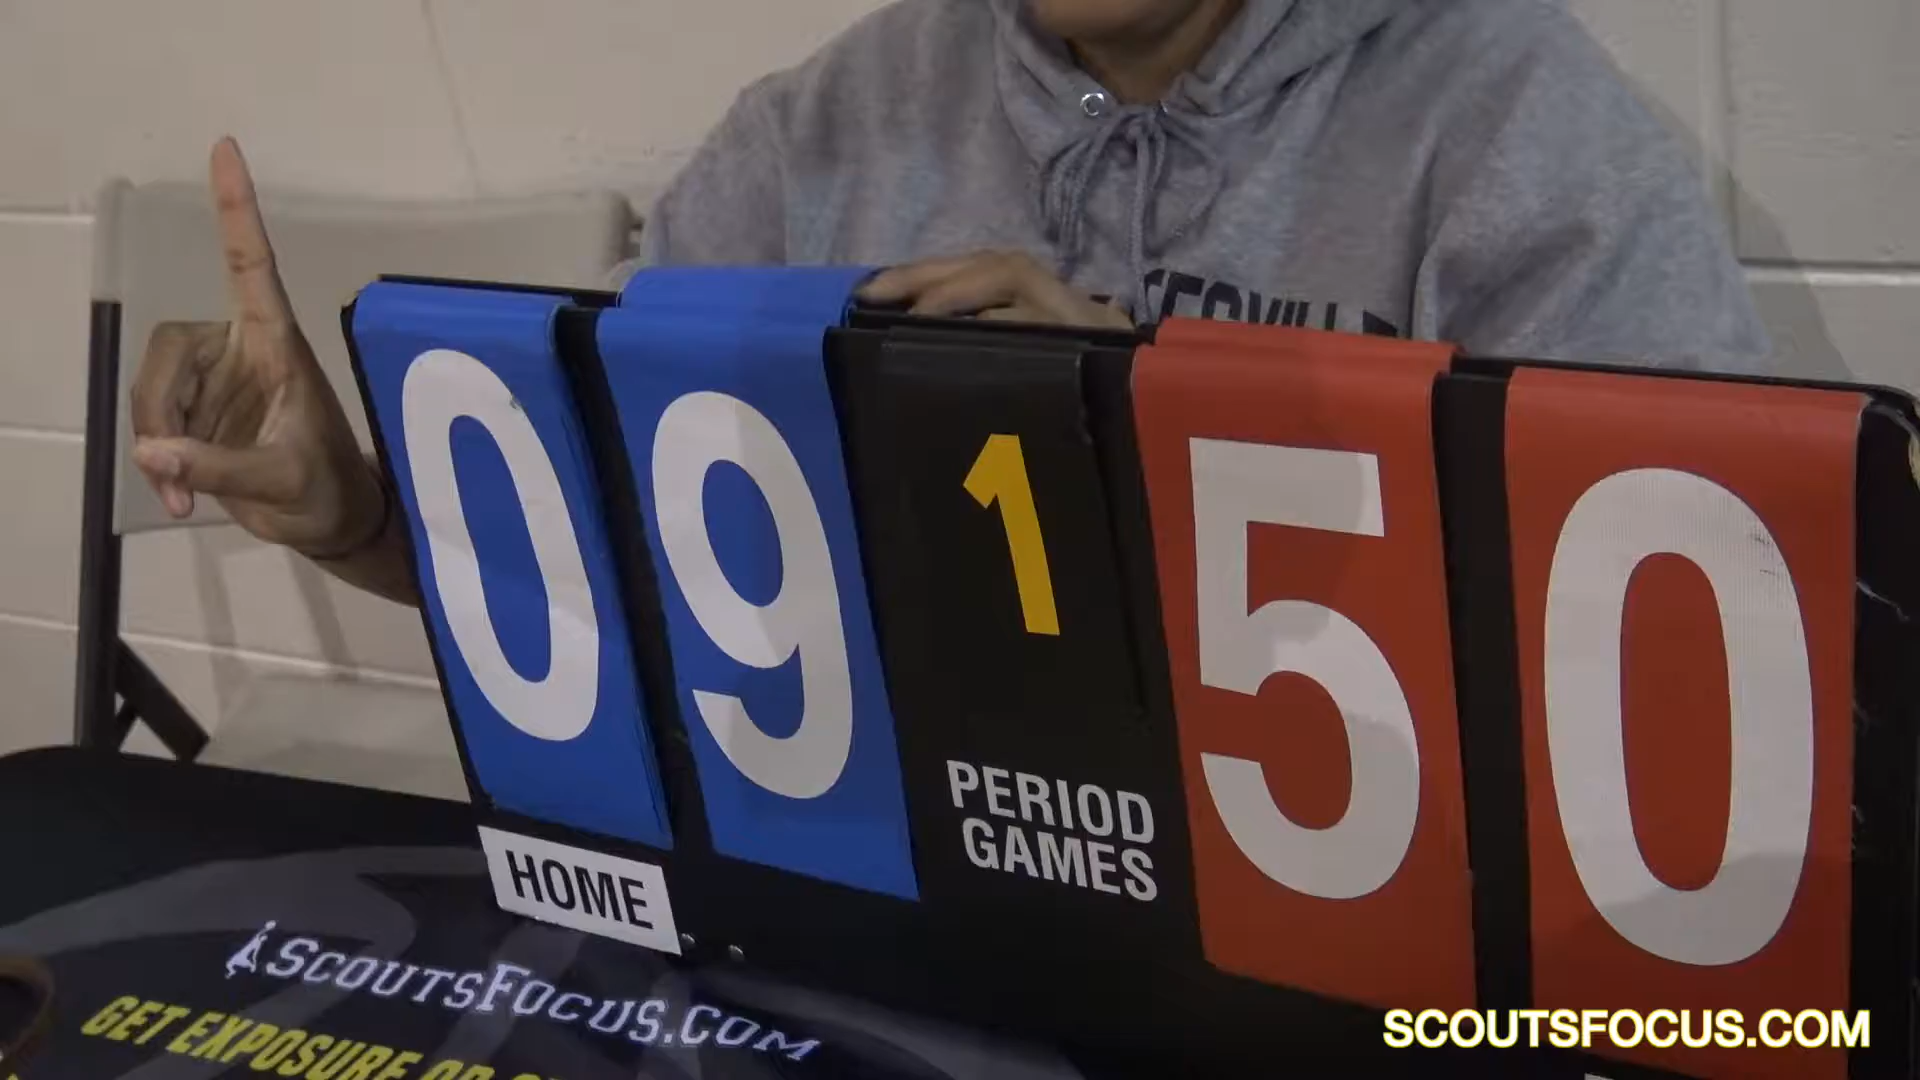 09 1 50
PERIOD
GAMES
HOME
SCOUTSFOCUS.COM
GET EXPOSURE
SCOUTSFOCUS.COM